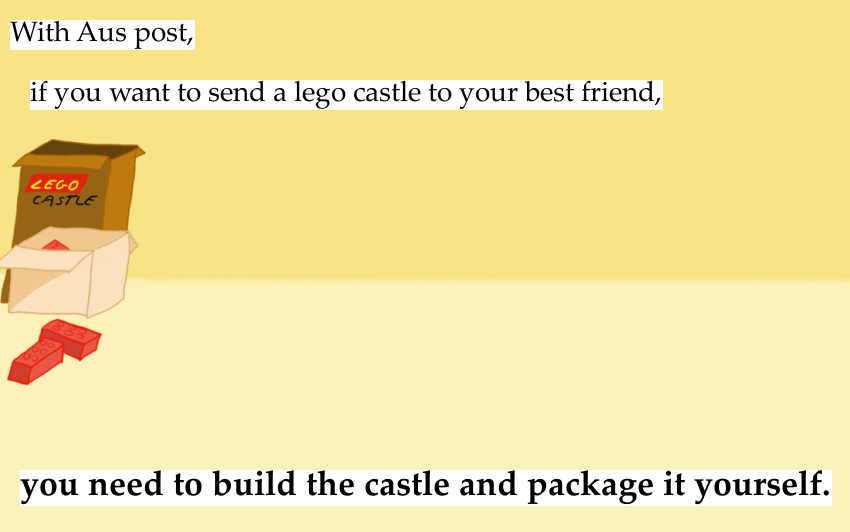 With Aus post,
if you want to send a lego castle to your best friend,
LEGO
CASTLE
you need to build the castle and package it yourself.